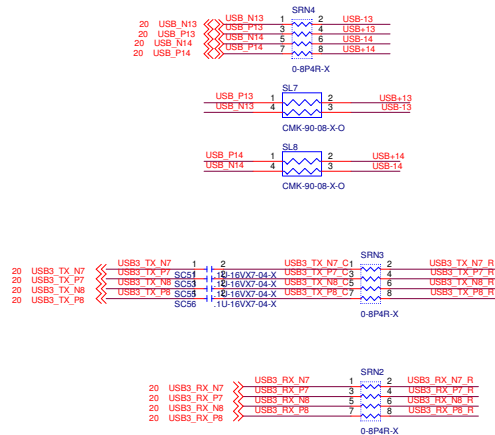 SRN4
20 USB_N13 USB_N13 1 2 USB-13
20 USB_P13 USB_P13 3 4 USB+13
20 USB_N14 USB_N14 5 6 USB-14
20 USB_P14 USB_P14 7 8 USB+14
0-8P4R-X
SL7
USB_P13 1 2 USB+13
USB_N13 4 3 USB-13
CMK-90-08-X-O
SL8
USB_P14 1 2 USB+14
USB_N14 4 3 USB-14
CMK-90-08-X-O
SRN3
20 USB3_TX_N7 USB3_TX_N7 1 2 USB3_TX_N7_C 1 2 USB3_TX_N7_R
20 USB3_TX_P7 USB3_TX_P7 SC51 1 2 .1U-16VX7-04-X USB3_TX_P7_C 3 4 USB3_TX_P7_R
20 USB3_TX_N8 USB3_TX_N8 SC53 1 2 .1U-16VX7-04-X USB3_TX_N8_C 5 6 USB3_TX_N8_R
20 USB3_TX_P8 USB3_TX_P8 SC55 1 2 .1U-16VX7-04-X USB3_TX_P8_C 7 8 USB3_TX_P8_R
SC56 .1U-16VX7-04-X
0-8P4R-X
SRN2
20 USB3_RX_N7 USB3_RX_N7 1 2 USB3_RX_N7_R
20 USB3_RX_P7 USB3_RX_P7 3 4 USB3_RX_P7_R
20 USB3_RX_N8 USB3_RX_N8 5 6 USB3_RX_N8_R
20 USB3_RX_P8 USB3_RX_P8 7 8 USB3_RX_P8_R
0-8P4R-X